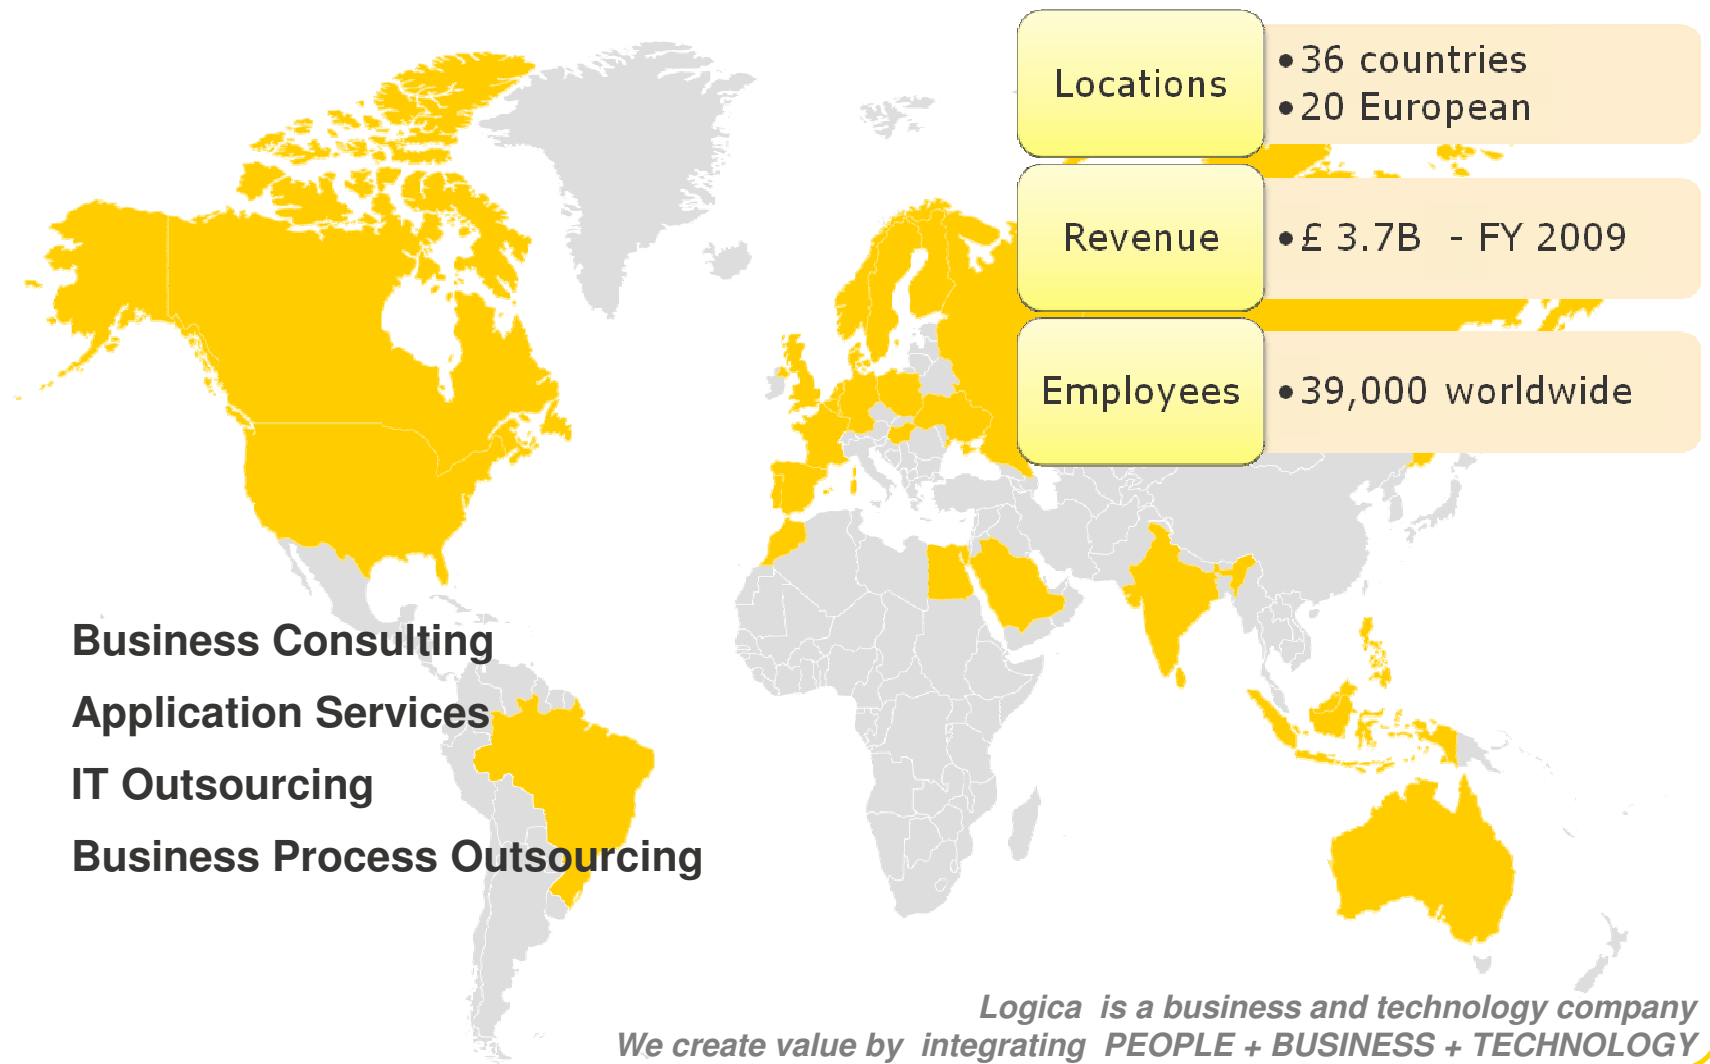 Locations
• 36 countries
• 20 European
Revenue
• £ 3.7B - FY 2009
Employees
• 39,000 worldwide
Business Consulting
Application Services
IT Outsourcing
Business Process Outsourcing
Logica is a business and technology company
We create value by integrating PEOPLE + BUSINESS + TECHNOLOGY